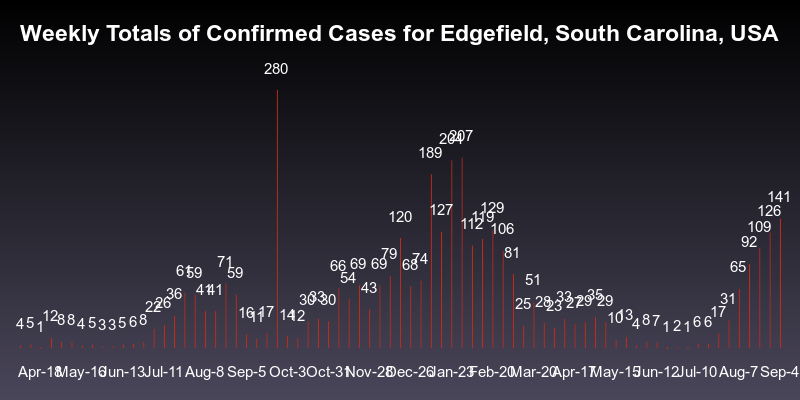 Weekly Totals of Confirmed Cases for Edgefield, South Carolina, USA
4 5 1 12 8 8 4 5 3 3 5 6 8 22 26 36 61 59 41 41 71 59 16 11 17 280 14 12 30 33 30 66 54 69 43 69 79 120 68 74 189 127 204 207 112 119 129 106 81 25 51 28 23 33 27 29 35 29 10 13 4 8 7 1 2 1 6 6 17 31 65 92 109 126 141
Apr-18 May-16 Jun-13 Jul-11 Aug-8 Sep-5 Oct-3 Oct-31 Nov-28 Dec-26 Jan-23 Feb-20 Mar-20 Apr-17 May-15 Jun-12 Jul-10 Aug-7 Sep-4